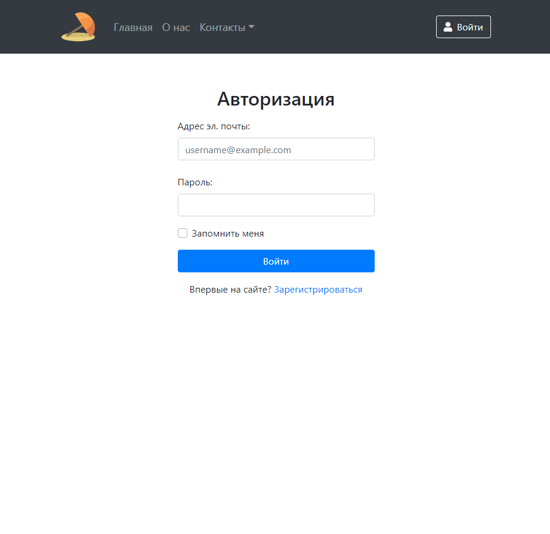 Главная О нас Контакты Войти
Авторизация
Адрес эл. почты:
username@example.com
Пароль:
Запомнить меня
Войти
Впервые на сайте? Зарегистрироваться